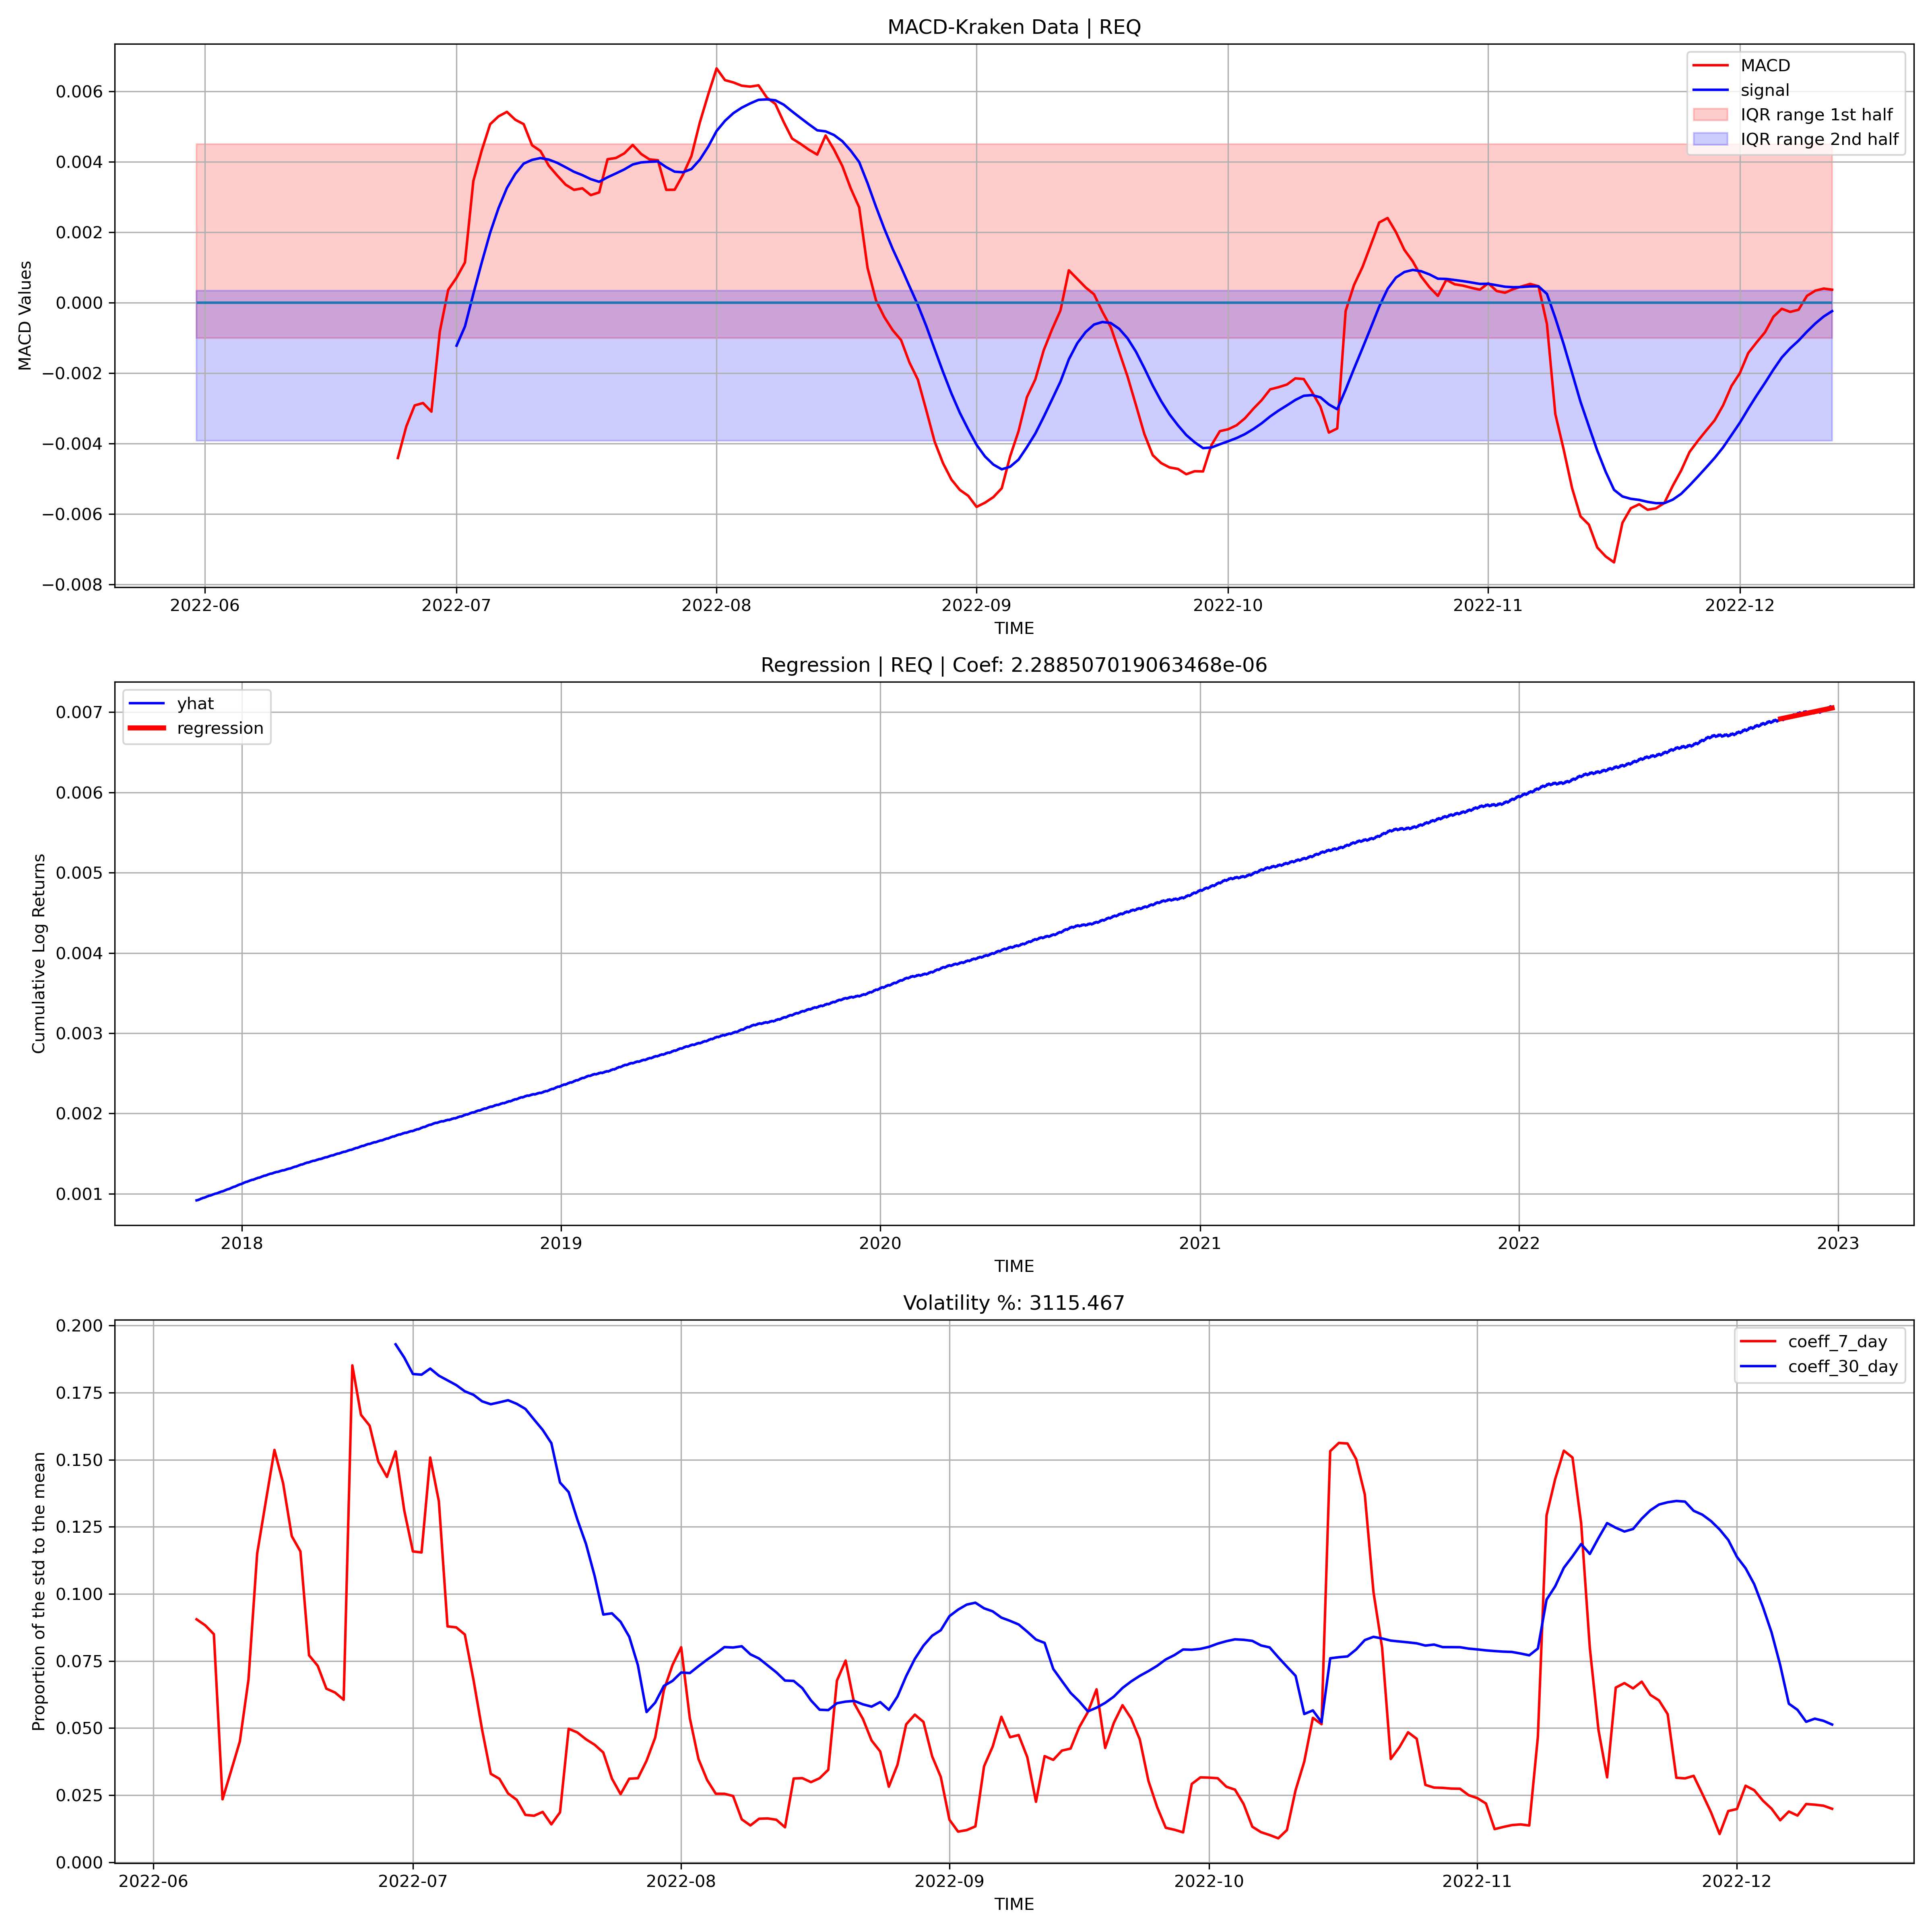 MACD-Kraken Data | REQ
MACD
signal
IQR range 1st half
IQR range 2nd half
MACD Values
0.006
0.004
0.002
0.000
−0.002
−0.004
−0.006
−0.008
2022-06 2022-07 2022-08 2022-09 2022-10 2022-11 2022-12
TIME
Regression | REQ | Coef: 2.288507019063468e-06
yhat
regression
Cumulative Log Returns
0.007
0.006
0.005
0.004
0.003
0.002
0.001
2018 2019 2020 2021 2022 2023
TIME
Volatility %: 3115.467
coeff_7_day
coeff_30_day
Proportion of the std to the mean
0.200
0.175
0.150
0.125
0.100
0.075
0.050
0.025
0.000
2022-06 2022-07 2022-08 2022-09 2022-10 2022-11 2022-12
TIME